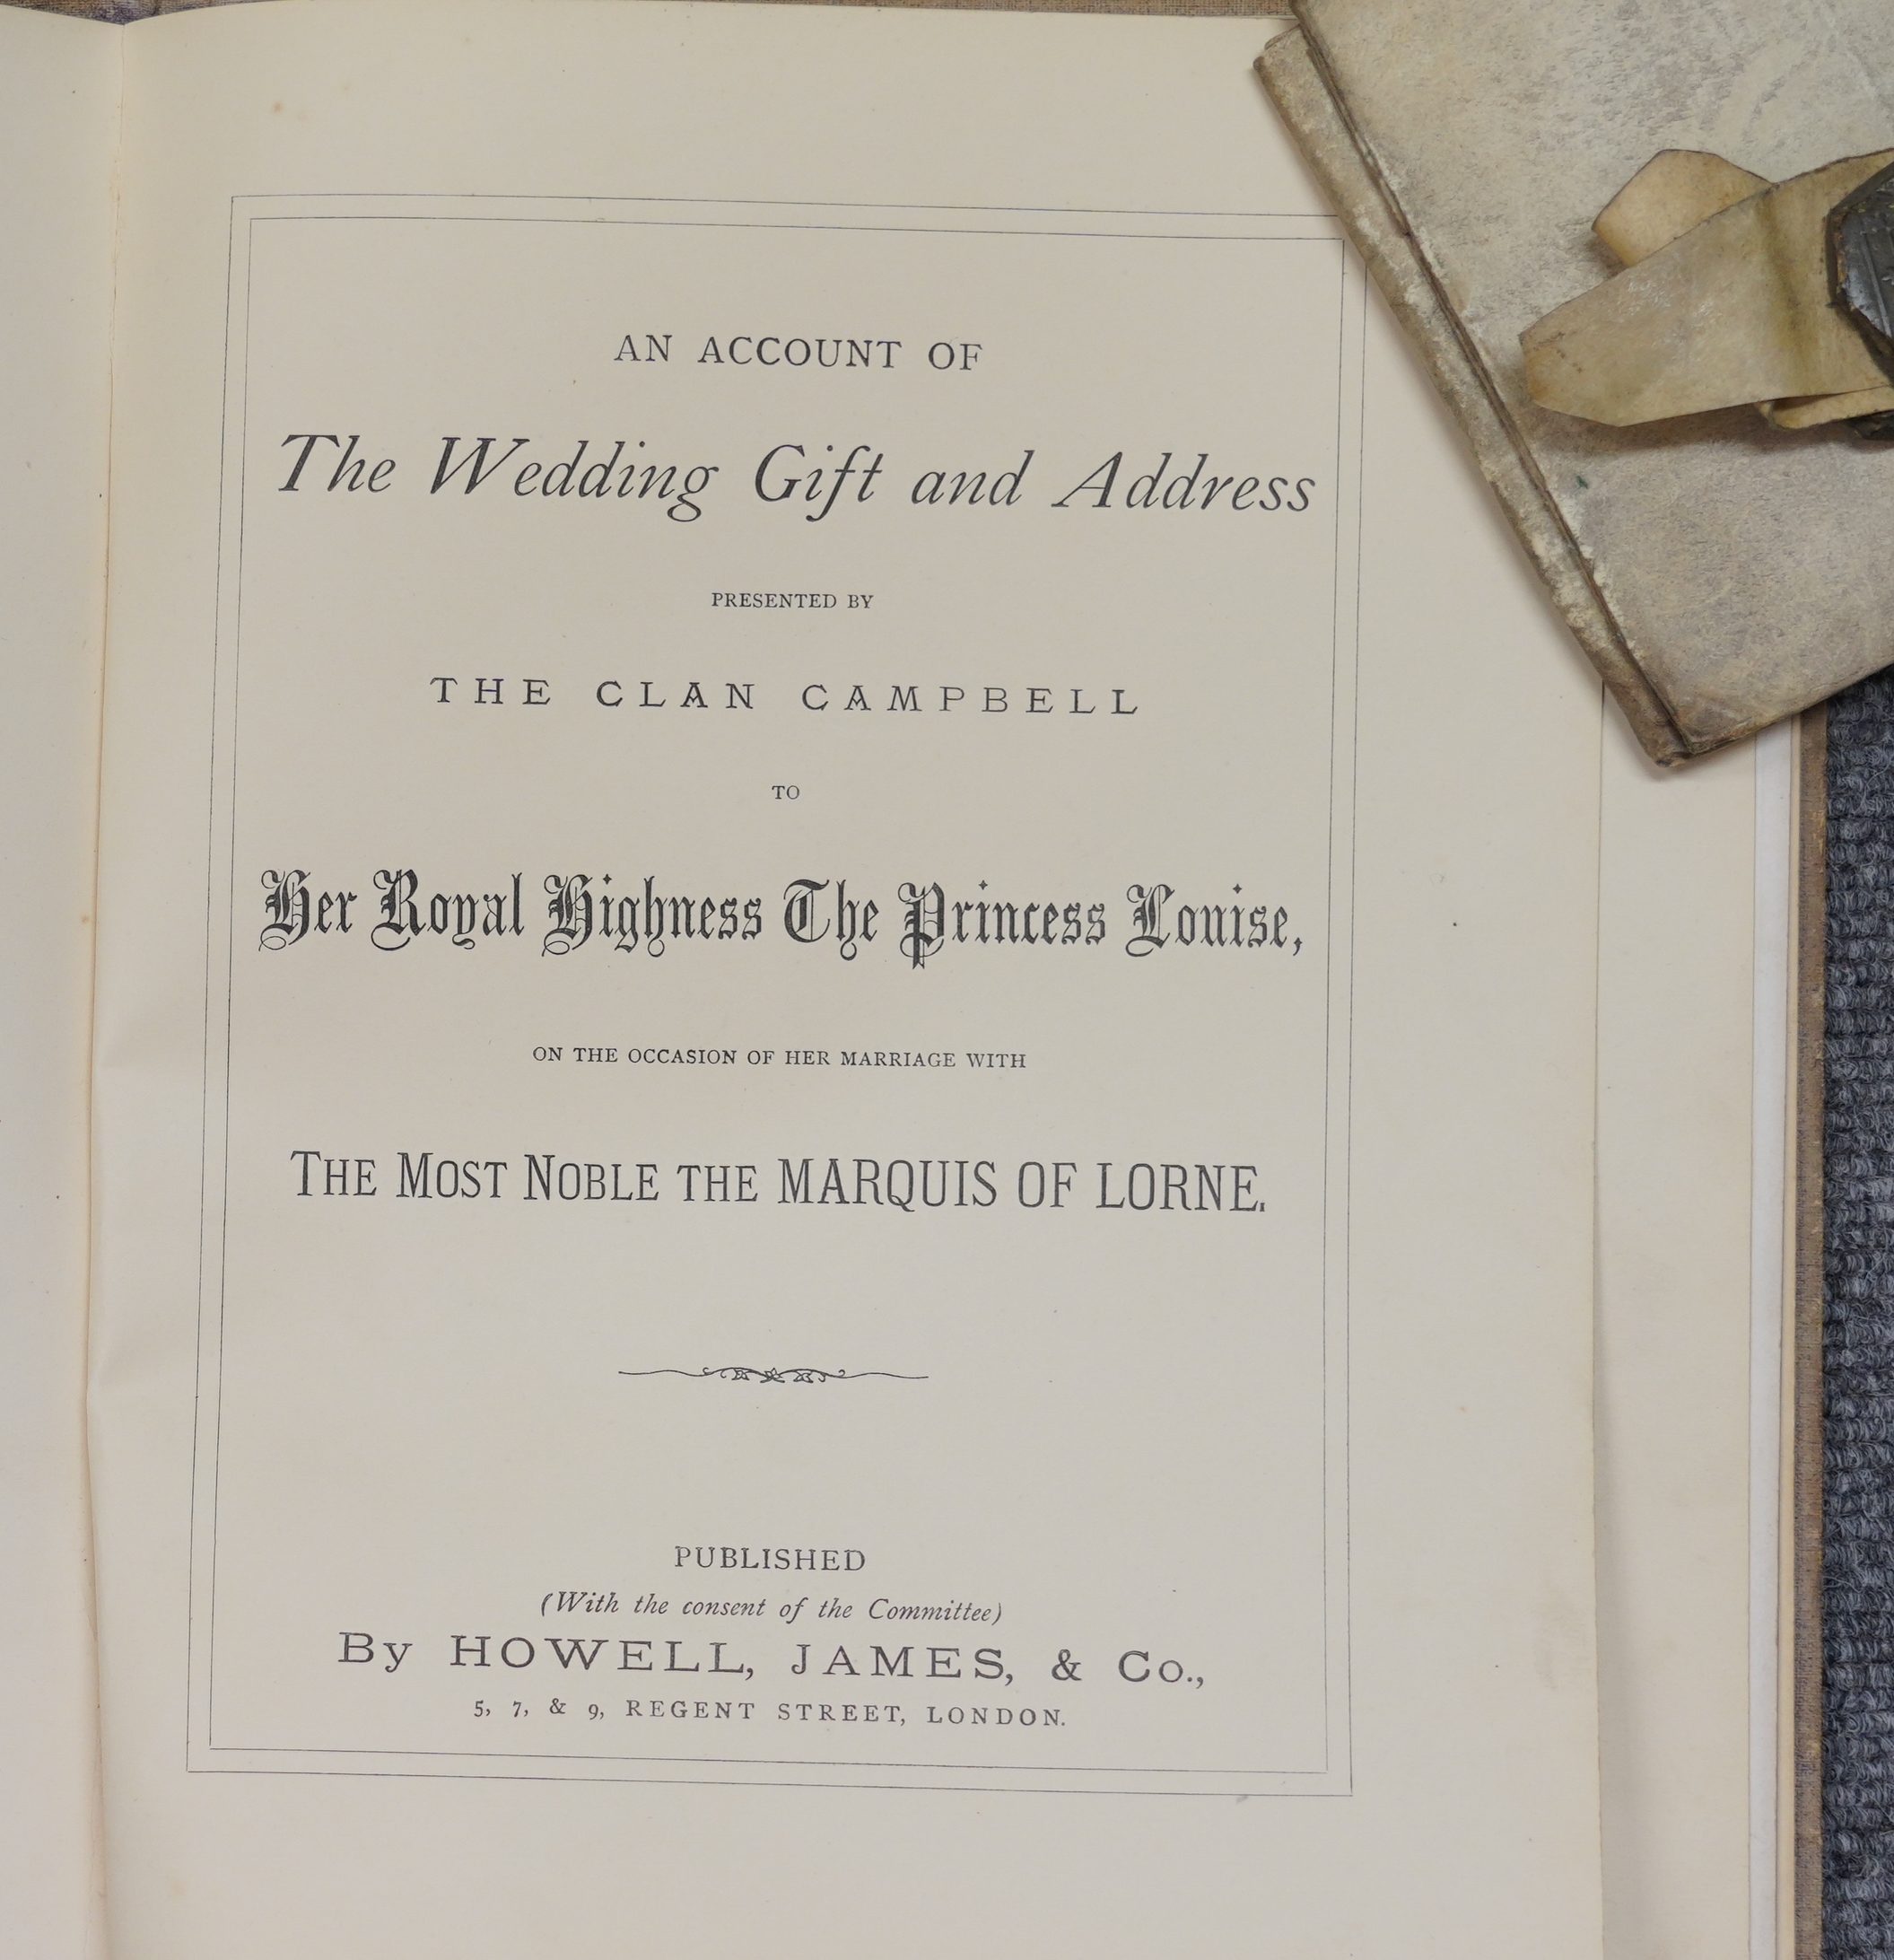 AN ACCOUNT OF
The Wedding Gift and Address
PRESENTED BY
THE CLAN CAMPBELL
TO
Her Royal Highness The Princess Louise,
ON THE OCCASION OF HER MARRIAGE WITH
THE MOST NOBLE THE MARQUIS OF LORNE.
PUBLISHED
(With the consent of the Committee)
By HOWELL, JAMES, & Co.,
5, 7, & 9, REGENT STREET, LONDON.